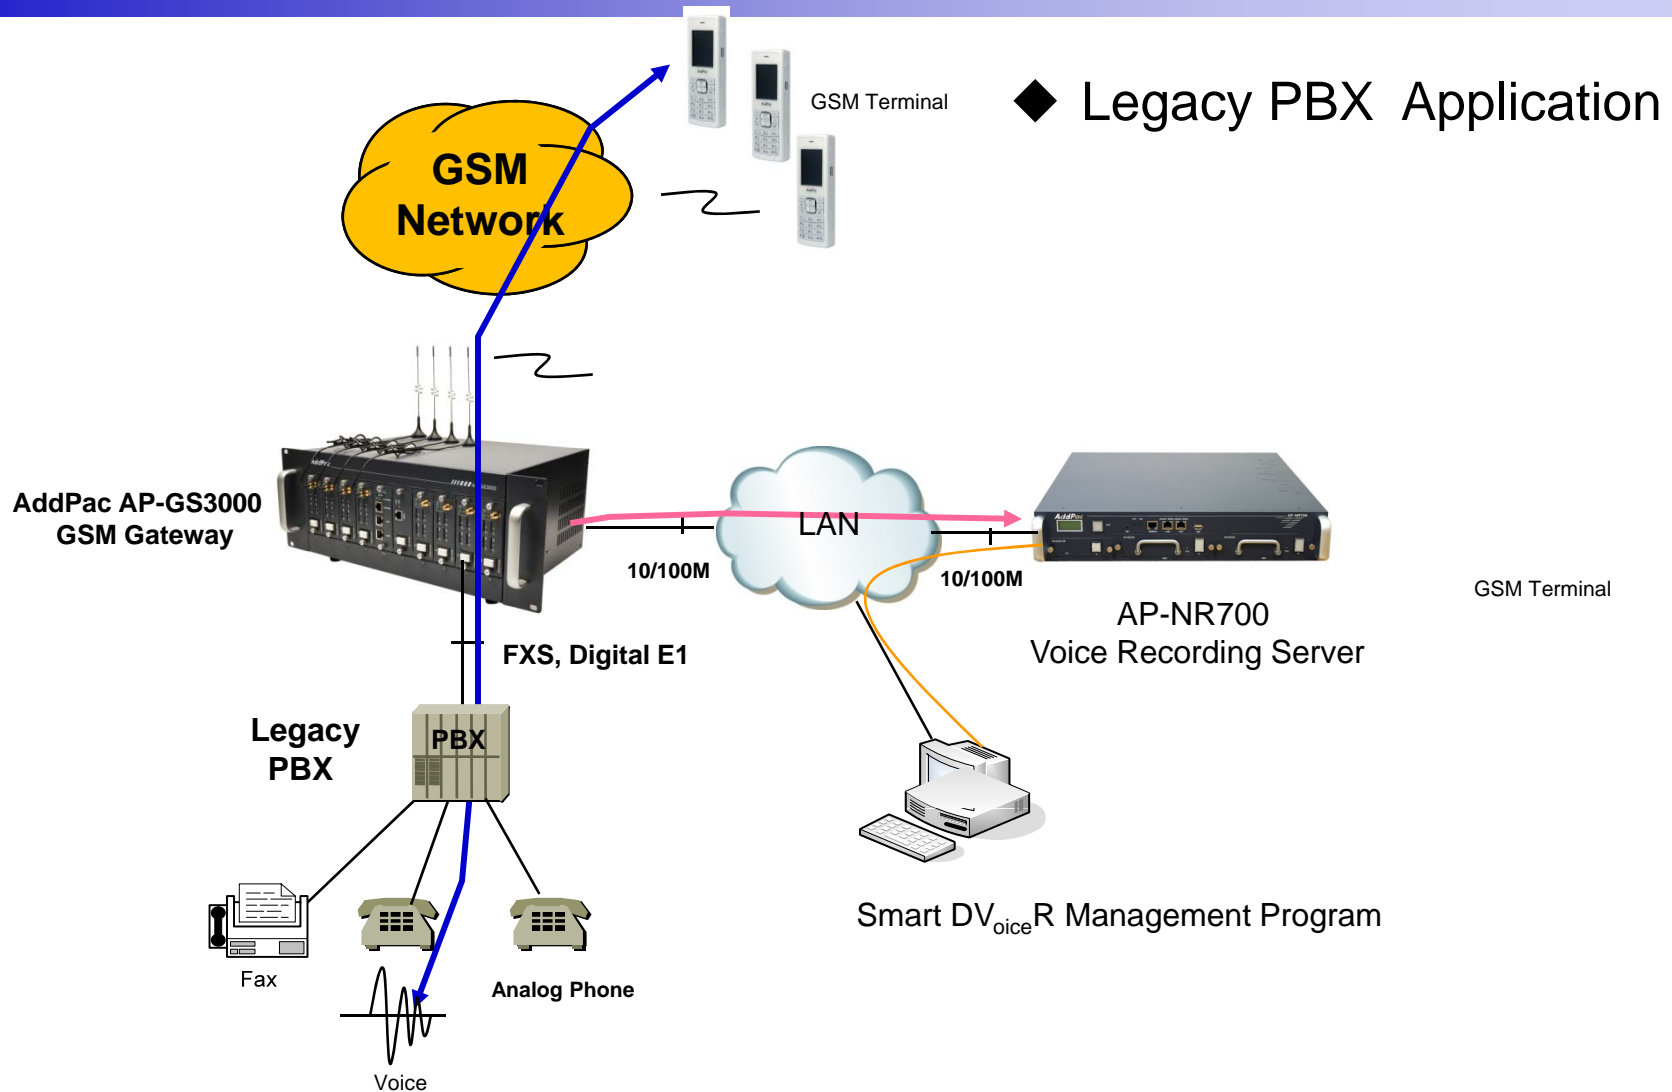 GSM Terminal
◆ Legacy PBX Application
GSM
Network
AddPac AP-GS3000
GSM Gateway
LAN
10/100M
10/100M
AddPac
GSM Terminal
AP-NR700
Voice Recording Server
FXS, Digital E1
Legacy
PBX
PBX
Smart DVoiceR Management Program
Fax
Analog Phone
Voice